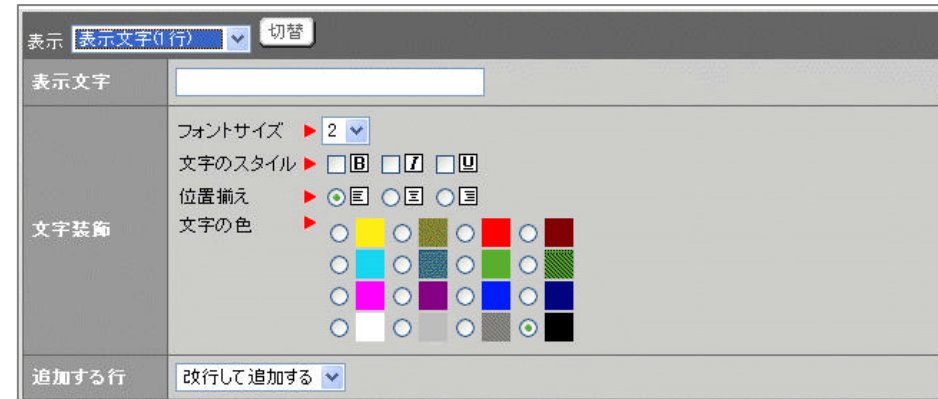 表示 表示文字(1行) 切替
表示文字
フォントサイズ 2
文字のスタイル B I U
位置揃え
文字装飾 文字の色
追加する行 改行して追加する